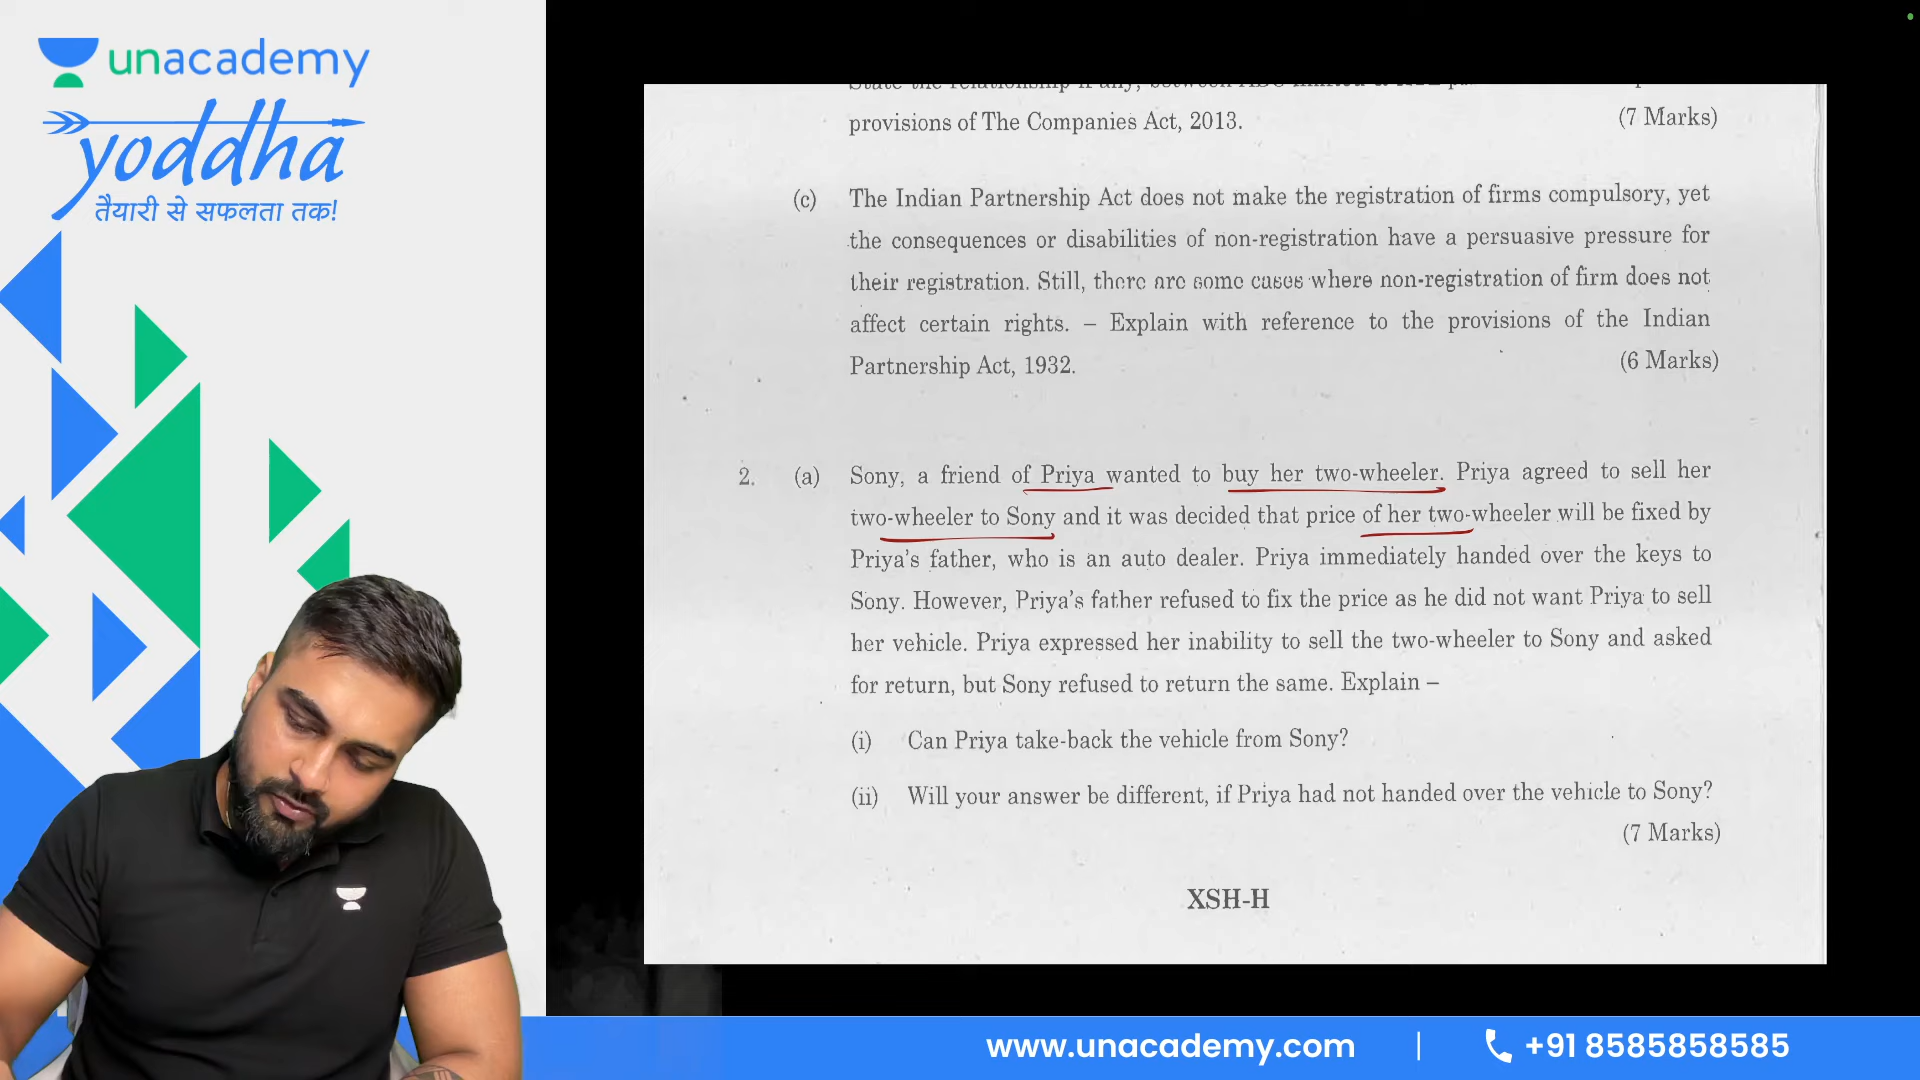 unacademy
yoddha
तैयारी से सफलता तक!
State the relationship if any, between ABC limited
provisions of The Companies Act, 2013. (7 Marks)
(c) The Indian Partnership Act does not make the registration of firms compulsory, yet
the consequences or disabilities of non-registration have a persuasive pressure for
their registration. Still, there are some cases where non-registration of firm does not
affect certain rights. – Explain with reference to the provisions of the Indian
Partnership Act, 1932. (6 Marks)
2. (a) Sony, a friend of Priya wanted to buy her two-wheeler. Priya agreed to sell her
two-wheeler to Sony and it was decided that price of her two-wheeler will be fixed by
Priya's father, who is an auto dealer. Priya immediately handed over the keys to
Sony. However, Priya's father refused to fix the price as he did not want Priya to sell
her vehicle. Priya expressed her inability to sell the two-wheeler to Sony and asked
for return, but Sony refused to return the same. Explain –
(i) Can Priya take-back the vehicle from Sony?
(ii) Will your answer be different, if Priya had not handed over the vehicle to Sony?
(7 Marks)
XSH-H
www.unacademy.com | +91 8585858585